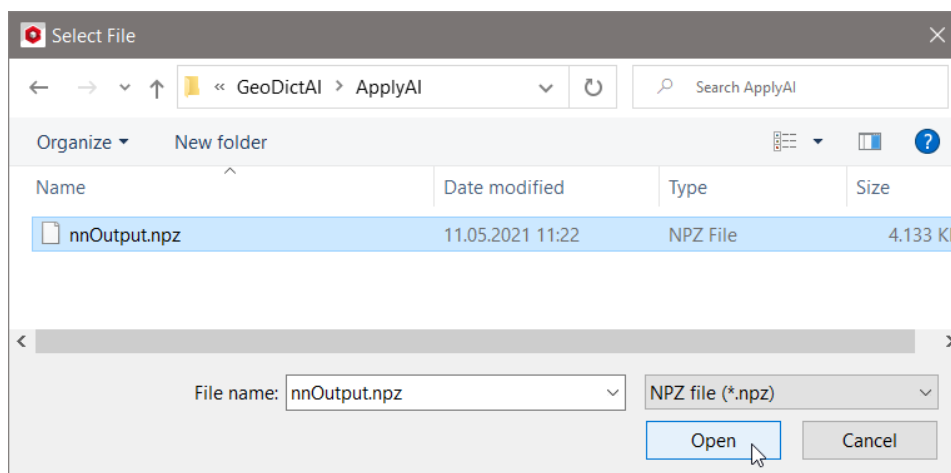 Select File
« GeoDictAI > ApplyAI
Search ApplyAI
Organize
New folder
?
Name
Date modified
Type
Size
nnOutput.npz
11.05.2021 11:22
NPZ File
4.133 K
File name:
nnOutput.npz
NPZ file (*.npz)
Open
Cancel